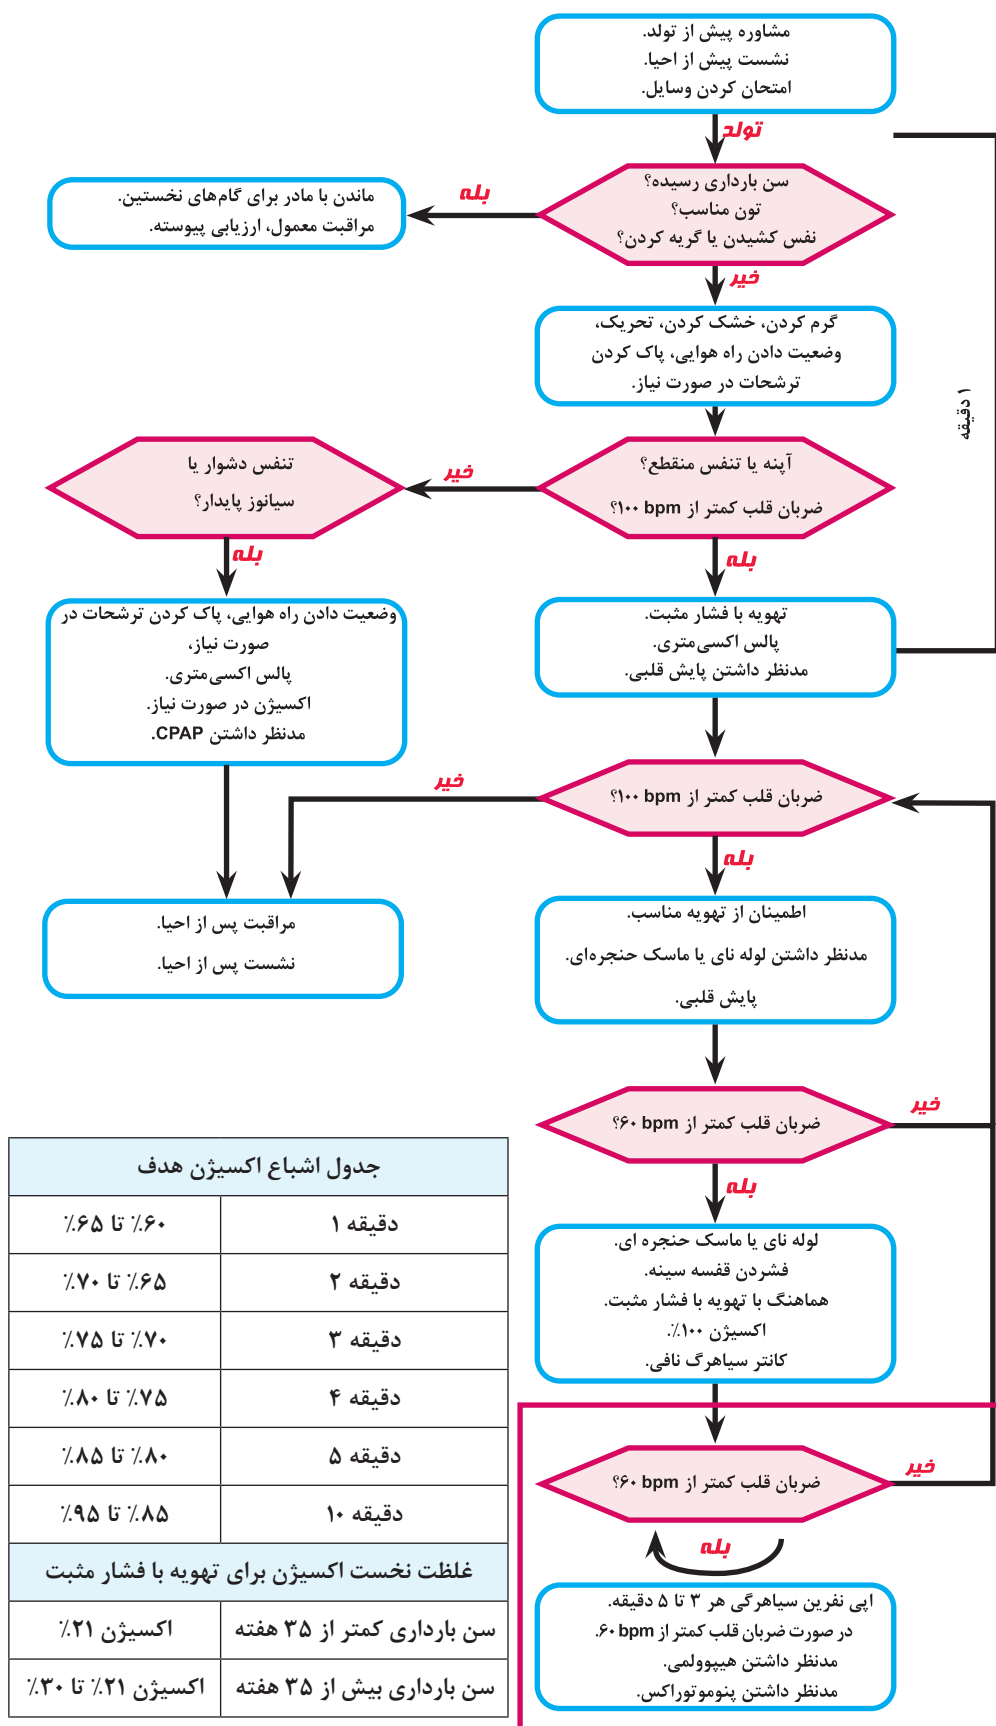 مشاوره پیش از تولد.
نشست پیش از احیا.
امتحان کردن وسایل.
تولد
سن بارداری رسیده؟
تون مناسب؟
نفس کشیدن یا گریه کردن؟
بله
ماندن با مادر برای گام‌های نخستین.
مراقبت معمول، ارزیابی پیوسته.
خیر
گرم کردن، خشک کردن، تحریک،
وضعیت دادن راه هوایی، پاک کردن
ترشحات در صورت نیاز.
۱ دقیقه
آپنه یا تنفس منقطع؟
ضربان قلب کمتر از ۱۰۰ bpm؟
خیر
تنفس دشوار یا
سیانوز پایدار؟
بله
بله
تهویه با فشار مثبت.
پالس اکسی‌متری.
مدنظر داشتن پایش قلبی.
وضعیت دادن راه هوایی، پاک کردن ترشحات در
صورت نیاز،
پالس اکسی‌متری.
اکسیژن در صورت نیاز.
مدنظر داشتن CPAP.
ضربان قلب کمتر از ۱۰۰ bpm؟
خیر
بله
مراقبت پس از احیا.
نشست پس از احیا.
اطمینان از تهویه مناسب.
مدنظر داشتن لوله نای یا ماسک حنجره‌ای.
پایش قلبی.
ضربان قلب کمتر از ۶۰ bpm؟
خیر
بله
لوله نای یا ماسک حنجره ای.
فشردن قفسه سینه.
هماهنگ با تهویه با فشار مثبت.
اکسیژن ۱۰۰٪.
کانتر سیاهرگ نافی.
ضربان قلب کمتر از ۶۰ bpm؟
خیر
بله
اپی نفرین سیاهرگی هر ۳ تا ۵ دقیقه.
در صورت ضربان قلب کمتر از ۶۰ bpm.
مدنظر داشتن هیپوولمی.
مدنظر داشتن پنوموتوراکس.
جدول اشباع اکسیژن هدف
دقیقه ۱ ۶۰٪ تا ۶۵٪
دقیقه ۲ ۶۵٪ تا ۷۰٪
دقیقه ۳ ۷۰٪ تا ۷۵٪
دقیقه ۴ ۷۵٪ تا ۸۰٪
دقیقه ۵ ۸۰٪ تا ۸۵٪
دقیقه ۱۰ ۸۵٪ تا ۹۵٪
غلظت نخست اکسیژن برای تهویه با فشار مثبت
سن بارداری کمتر از ۳۵ هفته اکسیژن ۲۱٪
سن بارداری بیش از ۳۵ هفته اکسیژن ۲۱٪ تا ۳۰٪